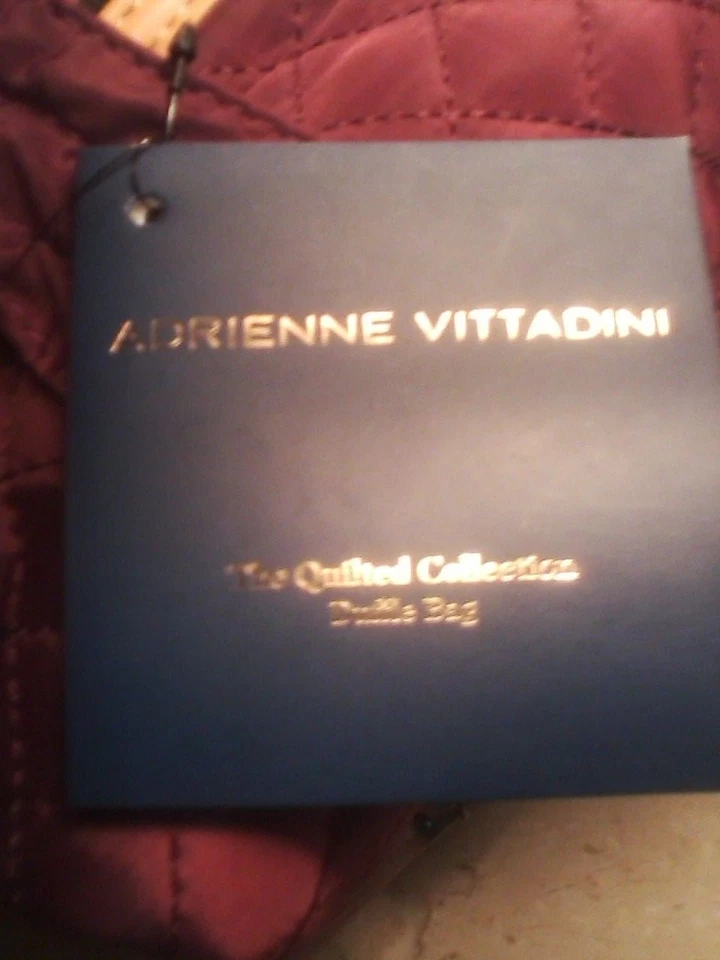 ADRIENNE VITTADINI
The Quilted Collection
Duffle Bag